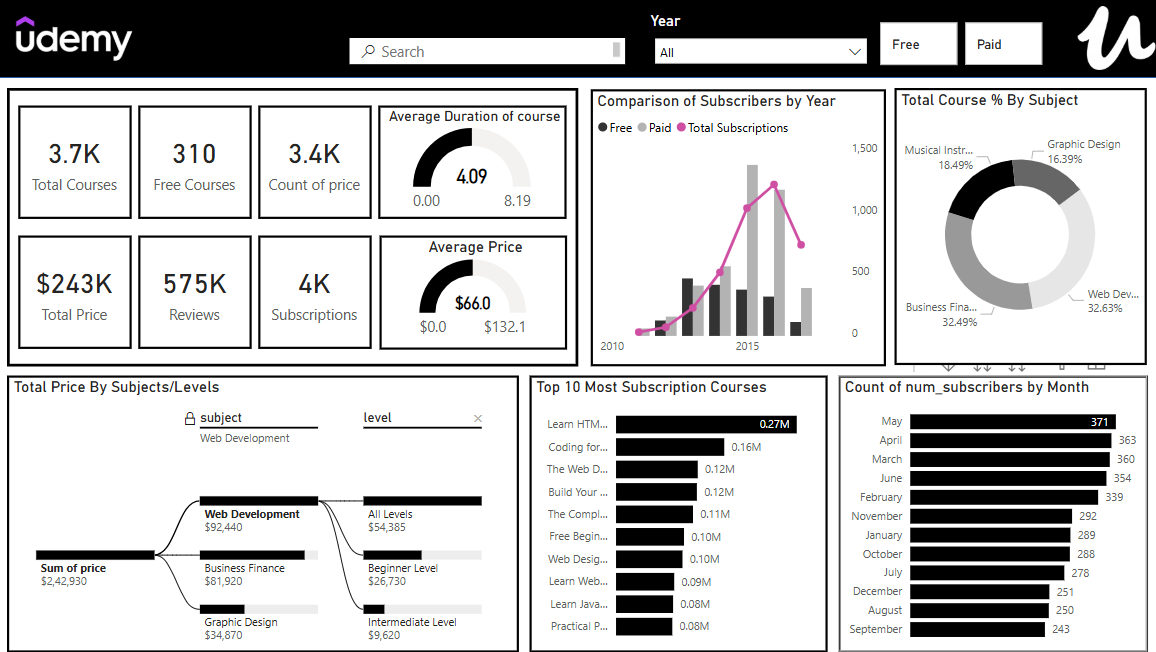 udemy
Search
Year
All
Free
Paid
3.7K
Total Courses
310
Free Courses
3.4K
Count of price
Average Duration of course
4.09
0.00
8.19
$243K
Total Price
575K
Reviews
4K
Subscriptions
Average Price
$66.0
$0.0
$132.1
Comparison of Subscribers by Year
Free Paid Total Subscriptions
1,500
1,000
500
0
2010
2015
Total Course % By Subject
Musical Instr...
18.49%
Graphic Design
16.39%
Business Fina...
32.49%
Web Dev...
32.63%
Total Price By Subjects/Levels
subject
Web Development
level
Sum of price
$2,42,930
Web Development
$92,440
Business Finance
$81,920
Graphic Design
$34,870
All Levels
$54,385
Beginner Level
$26,730
Intermediate Level
$9,620
Top 10 Most Subscription Courses
Learn HTM... 0.27M
Coding for... 0.16M
The Web D... 0.12M
Build Your ... 0.12M
The Compl... 0.11M
Free Begin... 0.10M
Web Desig... 0.10M
Learn Web... 0.09M
Learn Java... 0.08M
Practical P... 0.08M
Count of num_subscribers by Month
May 371
April 363
March 360
June 354
February 339
November 292
January 289
October 288
July 278
December 251
August 250
September 243